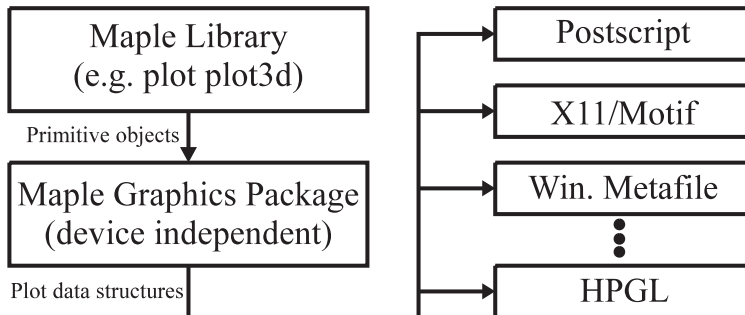 Maple Library
(e.g. plot plot3d)
Primitive objects
Maple Graphics Package
(device independent)
Plot data structures
Postscript
X11/Motif
Win. Metafile
HPGL